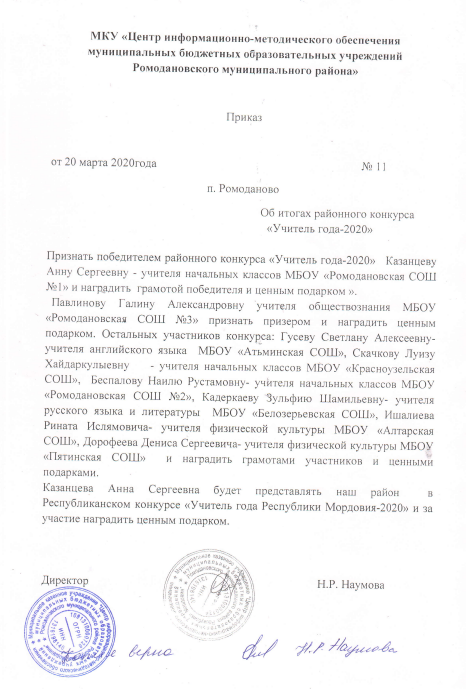 МКУ «Центр информационно-методического обеспечения
муниципальных бюджетных образовательных учреждений
Ромодановского муниципального района»
Приказ
от 20 марта 2020года № 11
п. Ромоданово
Об итогах районного конкурса
«Учитель года-2020»
Признать победителем районного конкурса «Учитель года-2020» Казанцеву
Анну Сергеевну - учителя начальных классов МБОУ «Ромодановская СОШ
№1» и наградить грамотой победителя и ценным подарком ».
Павлинову Галину Александровну учителя обществознания МБОУ
«Ромодановская СОШ №3» признать призером и наградить ценным
подарком. Остальных участников конкурса: Гусеву Светлану Алексеевну-
учителя английского языка МБОУ «Атьминская СОШ», Скачкову Луизу
Хайдаркулыевну - учителя начальных классов МБОУ «Красноузельская
СОШ», Беспалову Наилю Рустамовну- учителя начальных классов МБОУ
«Ромодановская СОШ №2», Кадеркаеву Зульфию Шамильевну- учителя
русского языка и литературы МБОУ «Белозерьевская СОШ», Ишалиева
Рината Ислямовича- учителя физической культуры МБОУ «Алтарская
СОШ», Дорофеева Дениса Сергеевича- учителя физической культуры МБОУ
«Пятинская СОШ» и наградить грамотами участников и ценными
подарками.
Казанцева Анна Сергеевна будет представлять наш район в
Республиканском конкурсе «Учитель года Республики Мордовия-2020» и за
участие наградить ценным подарком.
Директор Н.Р. Наумова
верно Н.Р Наумова